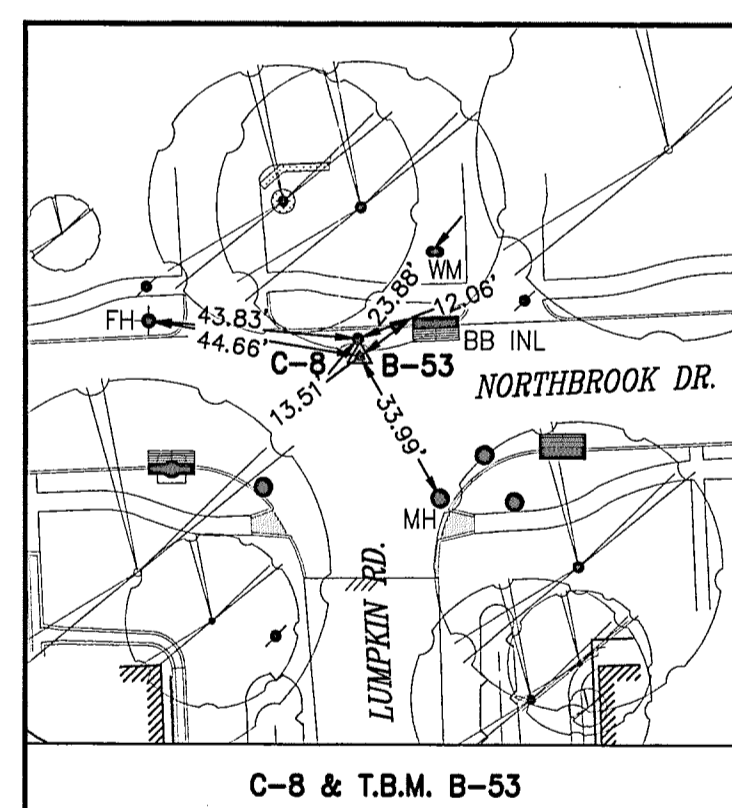 WM
23.88'
12.06'
FH
43.83'
44.66'
BB INL
C-8
B-53
NORTHBROOK DR.
13.51'
33.99'
MH
LUMPKIN RD.
C-8 & T.B.M. B-53